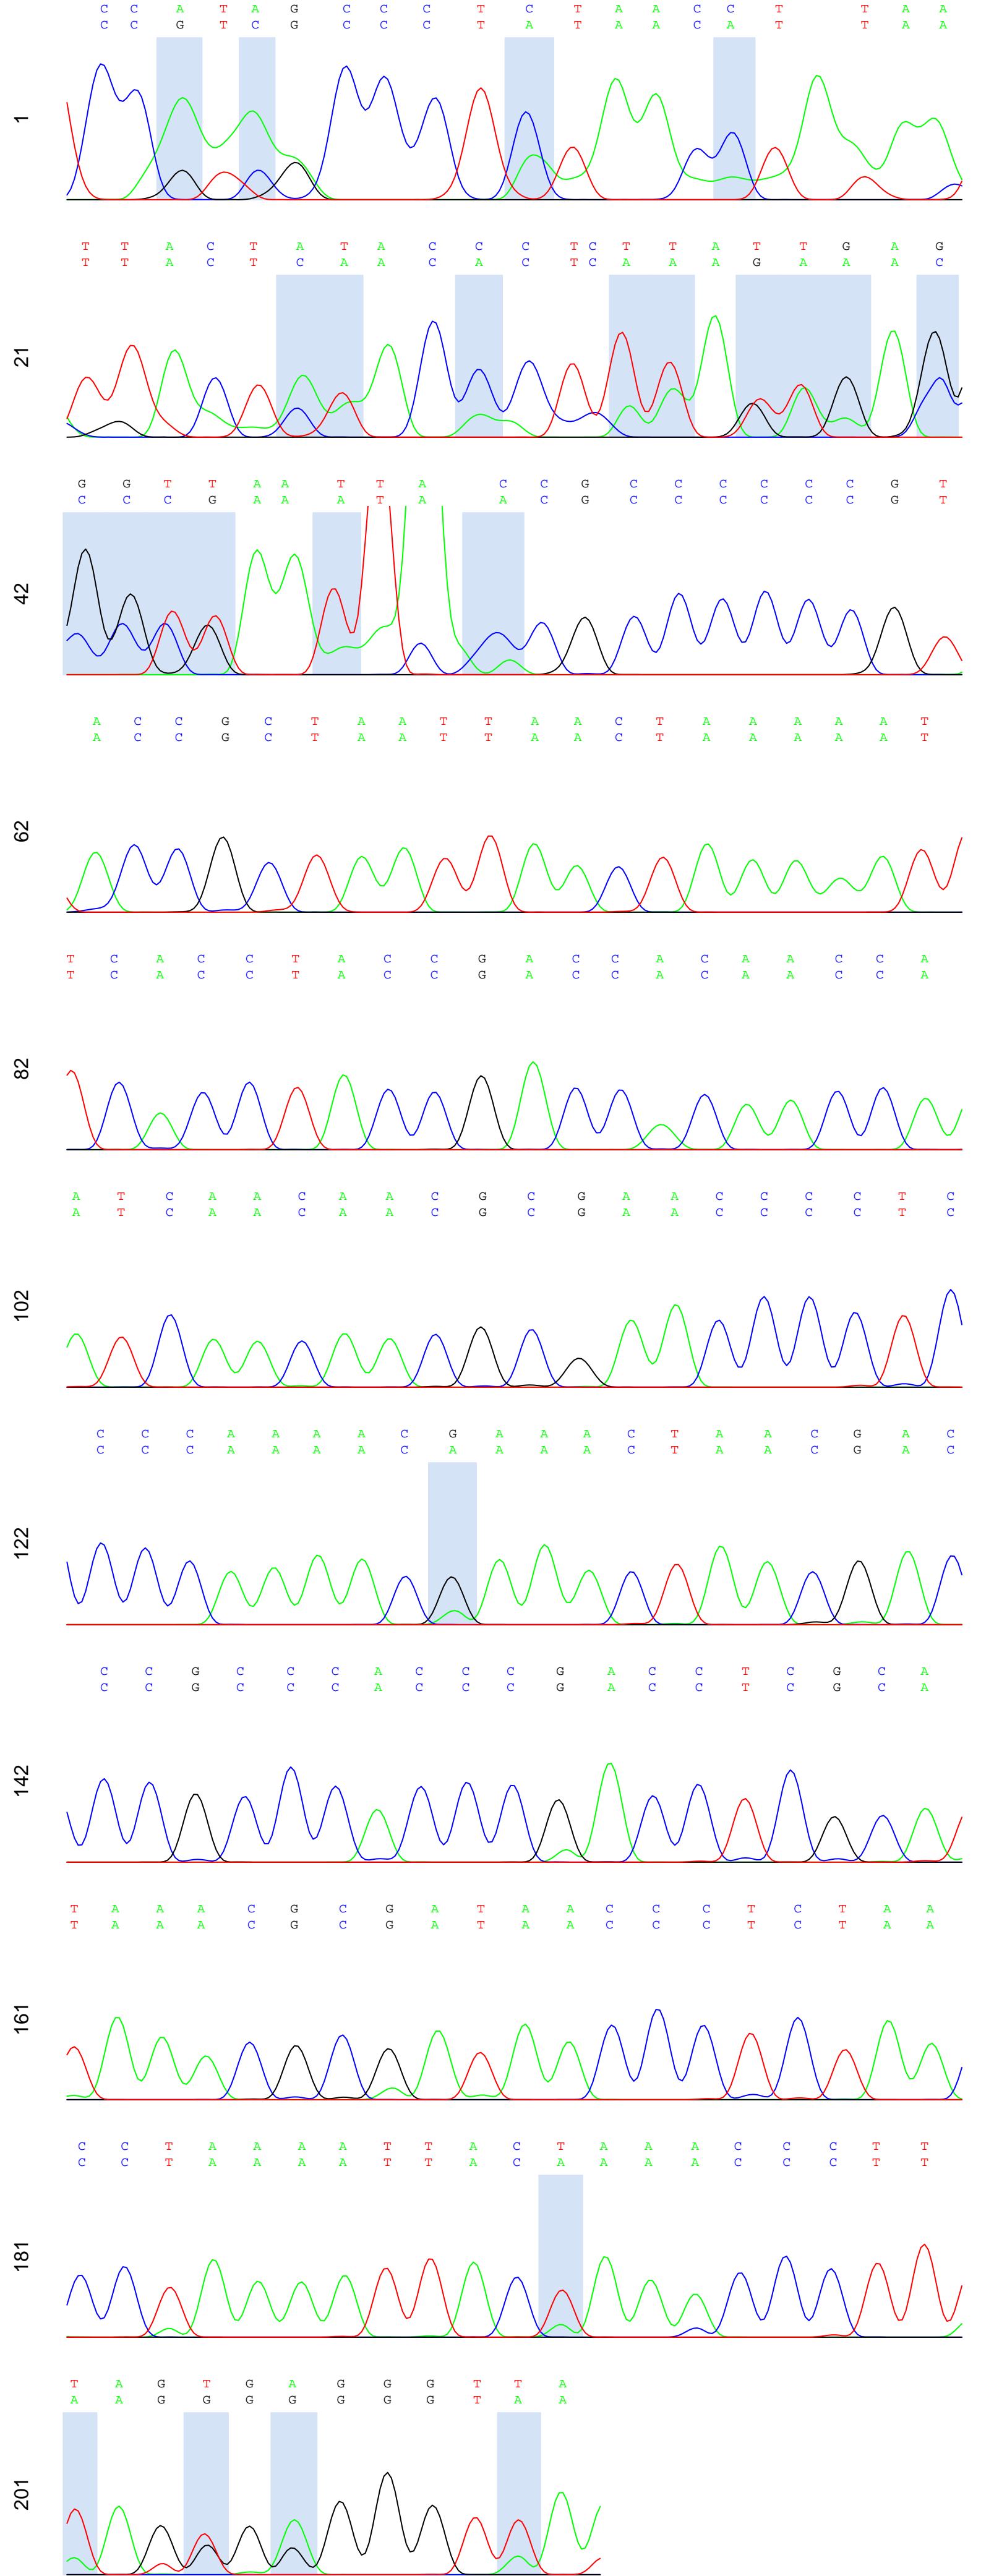 C C A T A G C C C T C T A A C C T T A A
C C G T C G C C C T A T A A C A T T A A
1
T T A C T A T A C C C T C T T A T T G A G
T T A C T C A A C A C T C A A A G A A A C
21
G G T T A A T T A C C G C C C C C C G T
C C C G A A A T A A C G C C C C C C G T
42
A C C G C T A A T T A A C T A A A A A T
A C C G C T A A T T A A C T A A A A A T
62
T C A C C T A C C G A C C A C A A C C A
T C A C C T A C C G A C C A C A A C C A
82
A T C A A C A A C G C G A A C C C C T C
A T C A A C A A C G C G A A C C C C T C
102
C C C A A A A C G A A A C T A A C G A C
C C C A A A A C A A A A C T A A C G A C
122
C C G C C C A C C C G A C C T C G C A
C C G C C C A C C C G A C C T C G C A
142
T A A A C G C G A T A A C C C T C T A A
T A A A C G C G A T A A C C C T C T A A
161
C C T A A A A T T A C T A A A C C C T T
C C T A A A A T T A C A A A A C C C T T
181
T A G T G A G G G T T A
A A G G G G G G G T A A
201